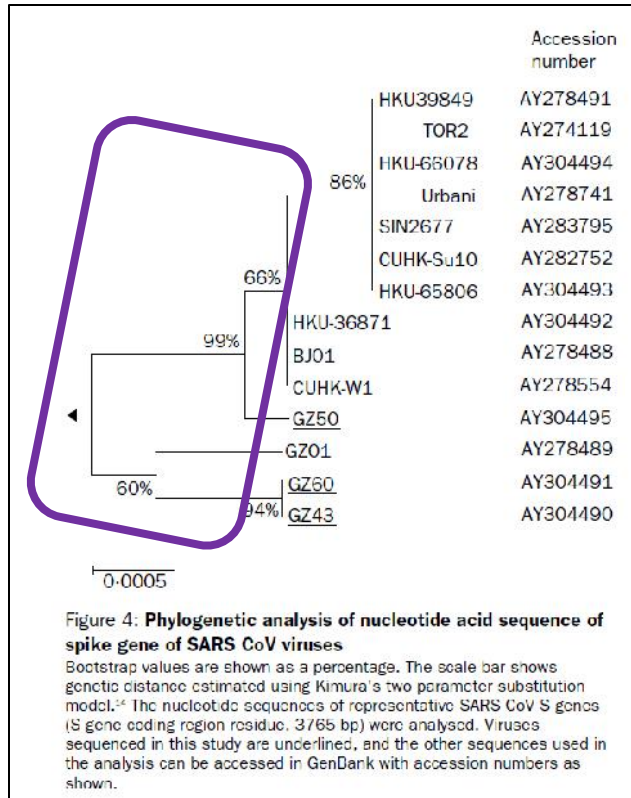 Accession
number
HKU39849 AY278491
TOR2 AY274119
HKU-66078 AY304494
86%
Urbani AY278741
SIN2677 AY283795
CUHK-Su10 AY282752
66%
HKU-65806 AY304493
HKU-36871 AY304492
99%
BJ01 AY278488
CUHK-W1 AY278554
GZ50 AY304495
GZ01 AY278489
60%
GZ60 AY304491
94%
GZ43 AY304490
0·0005
Figure 4: Phylogenetic analysis of nucleotide acid sequence of
spike gene of SARS CoV viruses
Bootstrap values are shown as a percentage. The scale bar shows
genetic distance estimated using Kimura's two parameter substitution
model. The nucleotide sequences of representative SARS CoV S genes
(S gene coding region residue, 3765 bp) were analysed. Viruses
sequenced in this study are underlined, and the other sequences used in
the analysis can be accessed in GenBank with accession numbers as
shown.